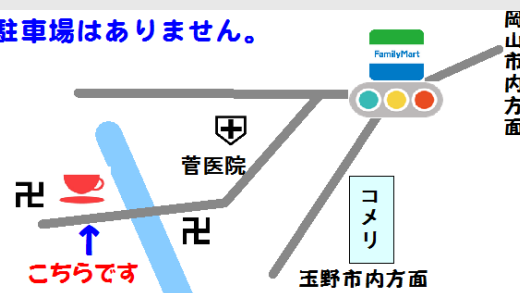 駐車場はありません。
岡山市内方面
FamilyMart
菅医院
コメリ
卍
卍
こちらです
玉野市内方面